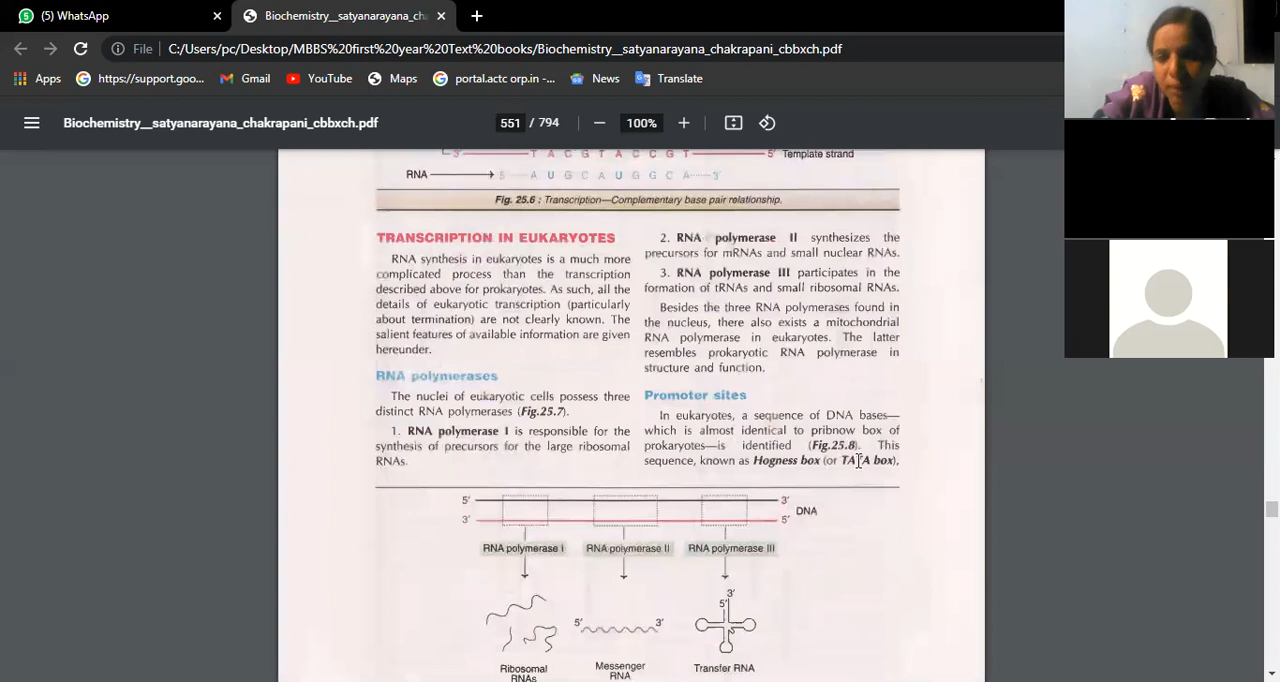 (5) WhatsApp
Biochemistry__satyanarayana_ch
File
C:/Users/pc/Desktop/MBBS%20first%20year%20Text%20books/Biochemistry__satyanarayana_chakrapani_cbbxch.pdf
Apps
https://support.goo...
Gmail
YouTube
Maps
portal.actc orp.in -...
News
Translate
Biochemistry__satyanarayana_chakrapani_cbbxch.pdf
551 / 794
100%
3′ T A C G T A C C G T 5′ Template strand
RNA 5′ A U G C A U G G C A 3′
Fig. 25.6 : Transcription—Complementary base pair relationship.
TRANSCRIPTION IN EUKARYOTES
RNA synthesis in eukaryotes is a much more
complicated process than the transcription
described above for prokaryotes. As such, all the
details of eukaryotic transcription (particularly
about termination) are not clearly known. The
salient features of available information are given
hereunder.
RNA polymerases
The nuclei of eukaryotic cells possess three
distinct RNA polymerases (Fig.25.7).
1. RNA polymerase I is responsible for the
synthesis of precursors for the large ribosomal
RNAs.
2. RNA polymerase II synthesizes the
precursors for mRNAs and small nuclear RNAs.
3. RNA polymerase III participates in the
formation of tRNAs and small ribosomal RNAs.
Besides the three RNA polymerases found in
the nucleus, there also exists a mitochondrial
RNA polymerase in eukaryotes. The latter
resembles prokaryotic RNA polymerase in
structure and function.
Promoter sites
In eukaryotes, a sequence of DNA bases—
which is almost identical to pribnow box of
prokaryotes—is identified (Fig.25.8). This
sequence, known as Hogness box (or TATA box),
5′ 3′
DNA
3′ 5′
RNA polymerase I
RNA polymerase II
RNA polymerase III
3′
5′
5′ 3′
Ribosomal
RNAs
Messenger
RNA
Transfer RNA